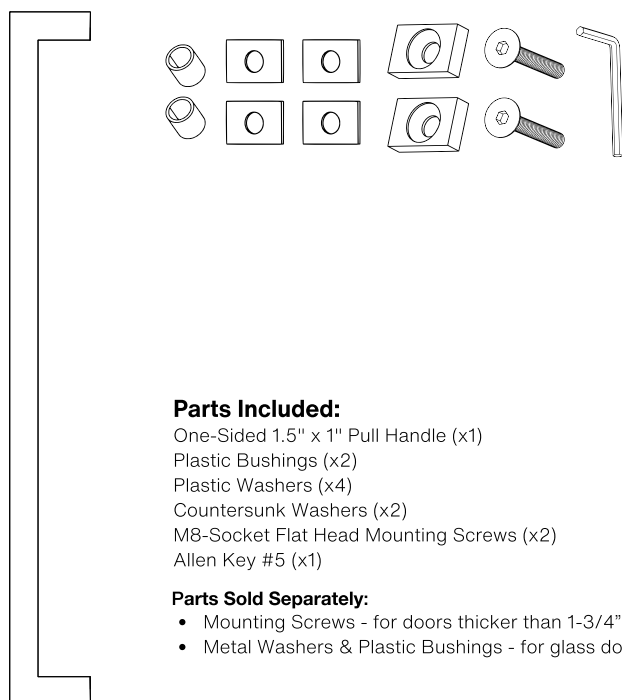 Parts Included:
One-Sided 1.5" x 1" Pull Handle (x1)
Plastic Bushings (x2)
Plastic Washers (x4)
Countersunk Washers (x2)
M8-Socket Flat Head Mounting Screws (x2)
Allen Key #5 (x1)
Parts Sold Separately:
• Mounting Screws - for doors thicker than 1-3/4”
• Metal Washers & Plastic Bushings - for glass do